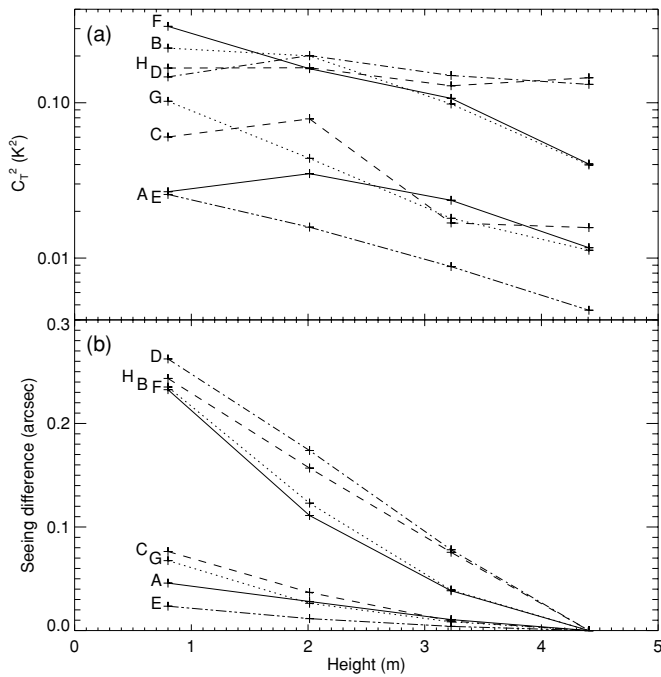 (a)
F
B
H
D
G
C
A E
0.10
0.01
C_T^2 (K^2)
(b)
D
H B F
C G
A
E
0.3
0.2
0.1
0.0
Seeing difference (arcsec)
0 1 2 3 4 5
Height (m)